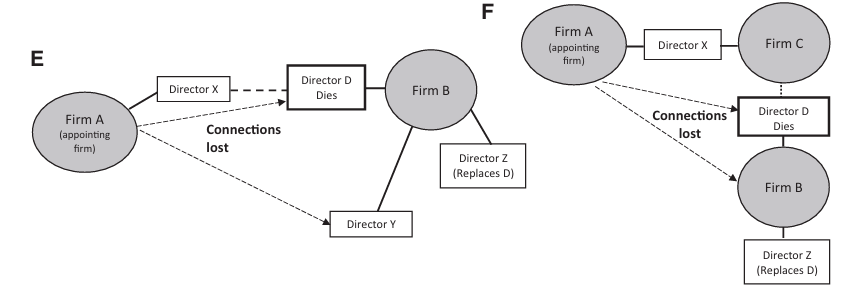 E
Firm A
(appointing
firm)
Director X
Director D
Dies
Firm B
Connections
lost
Director Z
(Replaces D)
Director Y
F
Firm A
(appointing
firm)
Director X
Firm C
Connections
lost
Director D
Dies
Firm B
Director Z
(Replaces D)